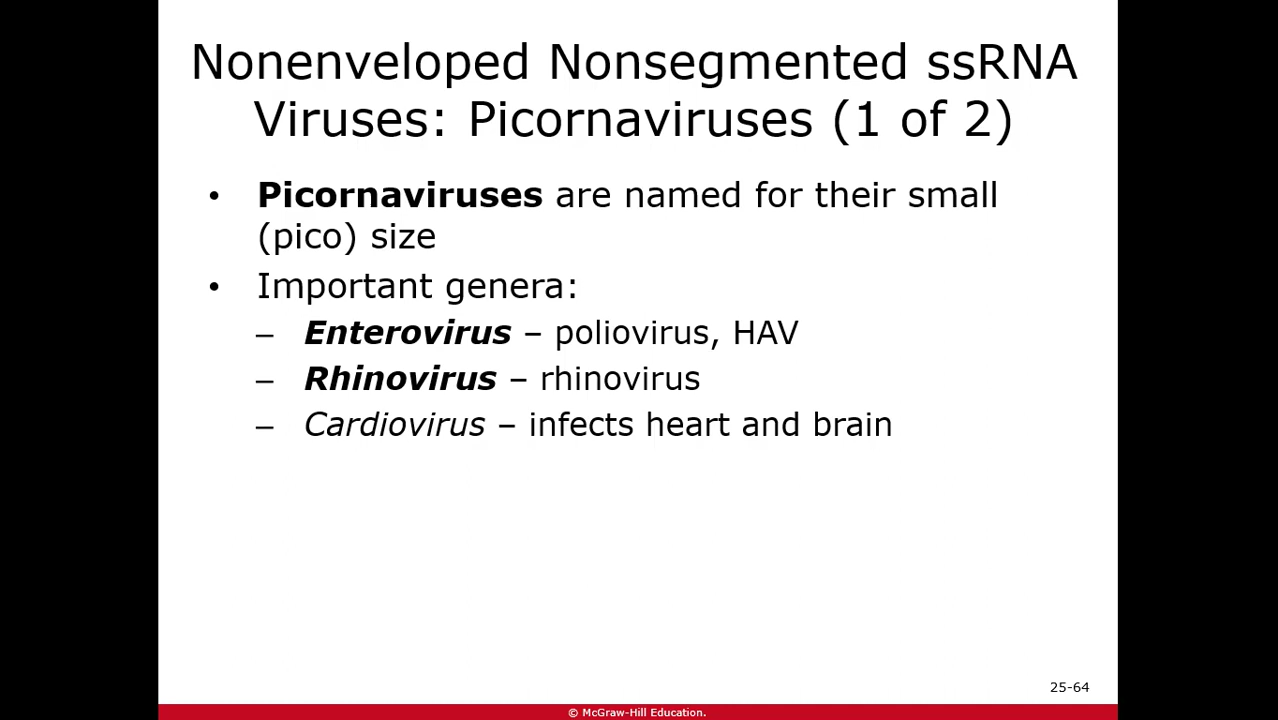 Nonenveloped Nonsegmented ssRNA
Viruses: Picornaviruses (1 of 2)
• Picornaviruses are named for their small
(pico) size
• Important genera:
– Enterovirus – poliovirus, HAV
– Rhinovirus – rhinovirus
– Cardiovirus – infects heart and brain
25-64
© McGraw-Hill Education.